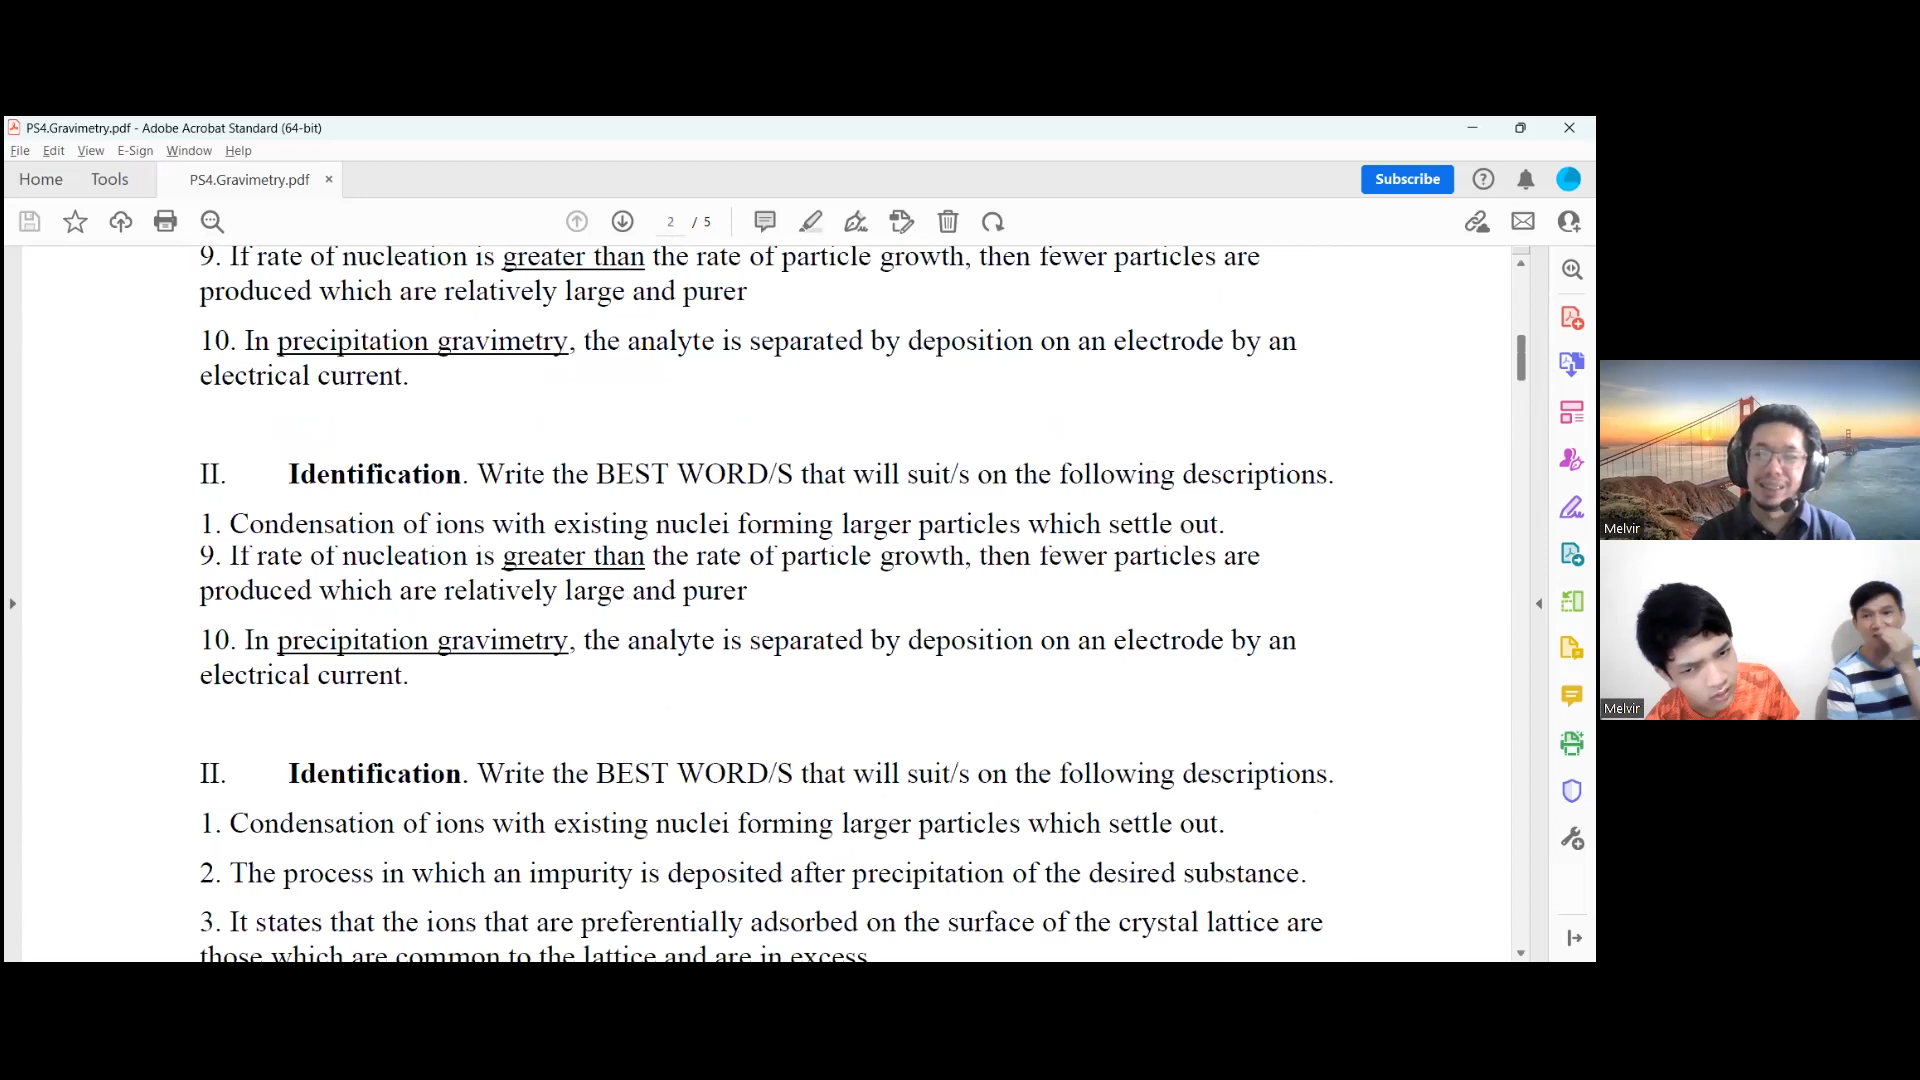 PS4.Gravimetry.pdf - Adobe Acrobat Standard (64-bit)
File Edit View E-Sign Window Help
Home Tools PS4.Gravimetry.pdf × Subscribe
2 / 5
9. If rate of nucleation is greater than the rate of particle growth, then fewer particles are
produced which are relatively large and purer
10. In precipitation gravimetry, the analyte is separated by deposition on an electrode by an
electrical current.
II. Identification. Write the BEST WORD/S that will suit/s on the following descriptions.
1. Condensation of ions with existing nuclei forming larger particles which settle out.
9. If rate of nucleation is greater than the rate of particle growth, then fewer particles are
produced which are relatively large and purer
10. In precipitation gravimetry, the analyte is separated by deposition on an electrode by an
electrical current.
II. Identification. Write the BEST WORD/S that will suit/s on the following descriptions.
1. Condensation of ions with existing nuclei forming larger particles which settle out.
2. The process in which an impurity is deposited after precipitation of the desired substance.
3. It states that the ions that are preferentially adsorbed on the surface of the crystal lattice are
those which are common to the lattice and are in excess
Melvir
Melvir